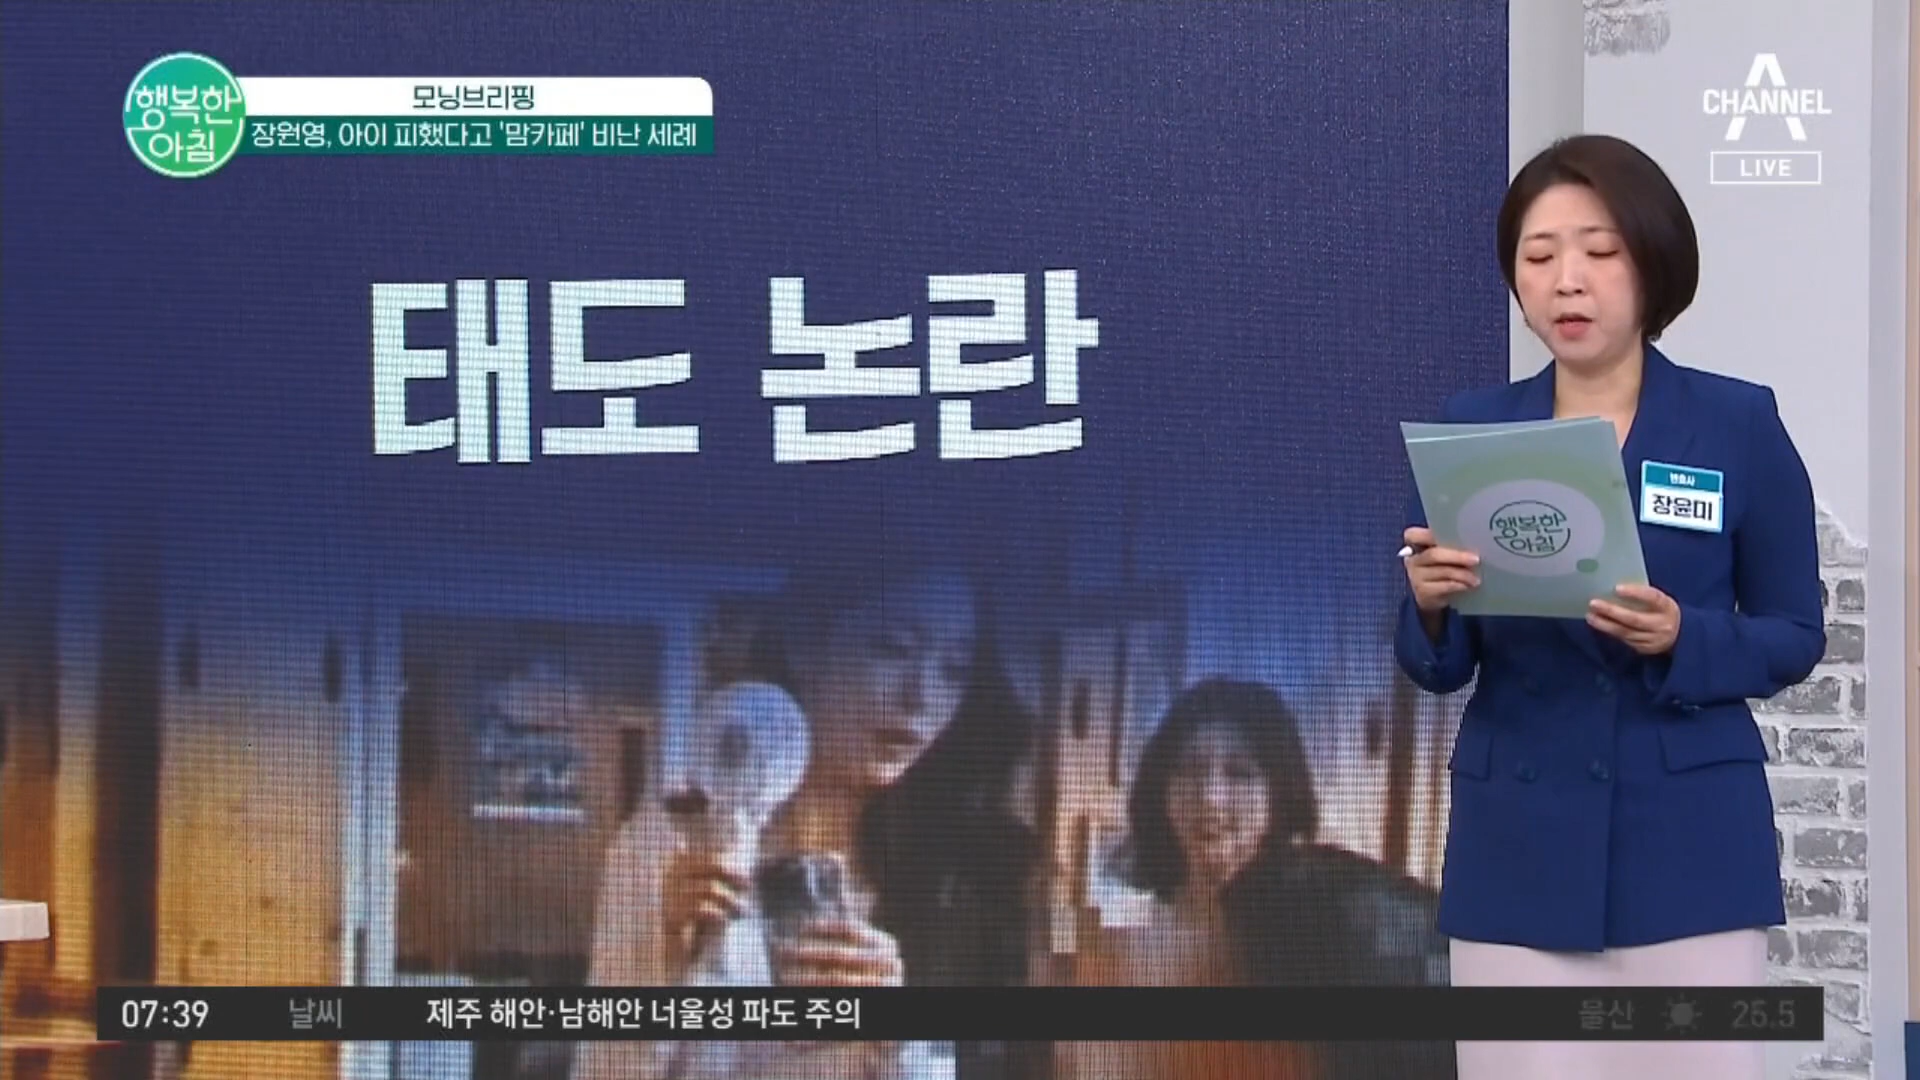 행복한
아침
모닝브리핑
장원영, 아이 피했다고 '맘카페' 비난 세례
CHANNEL
LIVE
태도 논란
변호사
장윤미
행복한
아침
07:39 날씨 제주 해안·남해안 너울성 파도 주의 울산 25.5